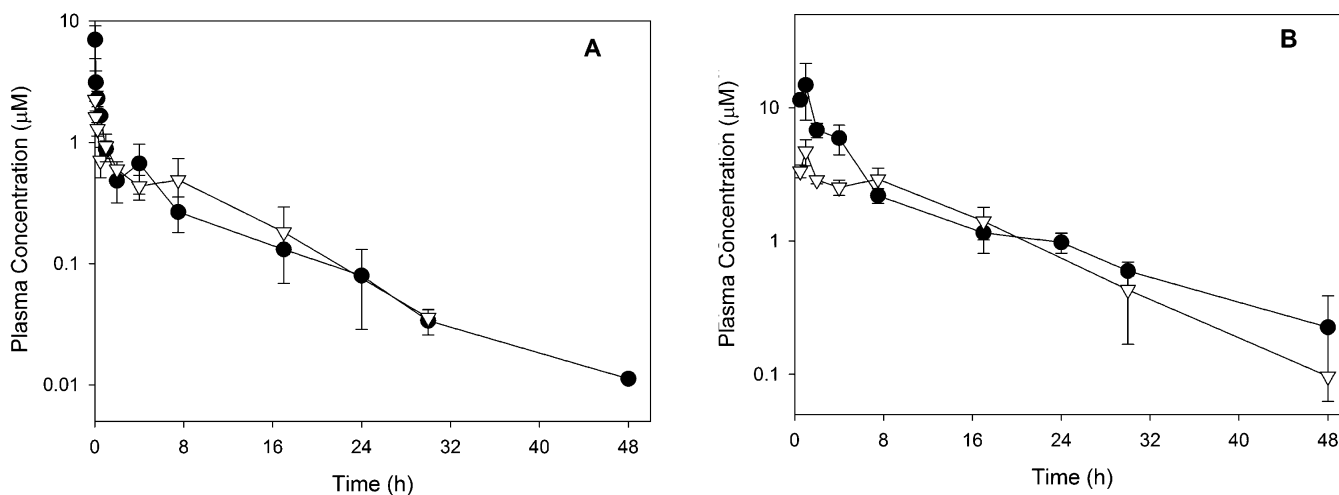 A
Plasma Concentration (μM)
10
1
0.1
0.01
0 8 16 24 32 48
Time (h)
B
Plasma Concentration (μM)
10
1
0.1
0 8 16 24 32 40 48
Time (h)